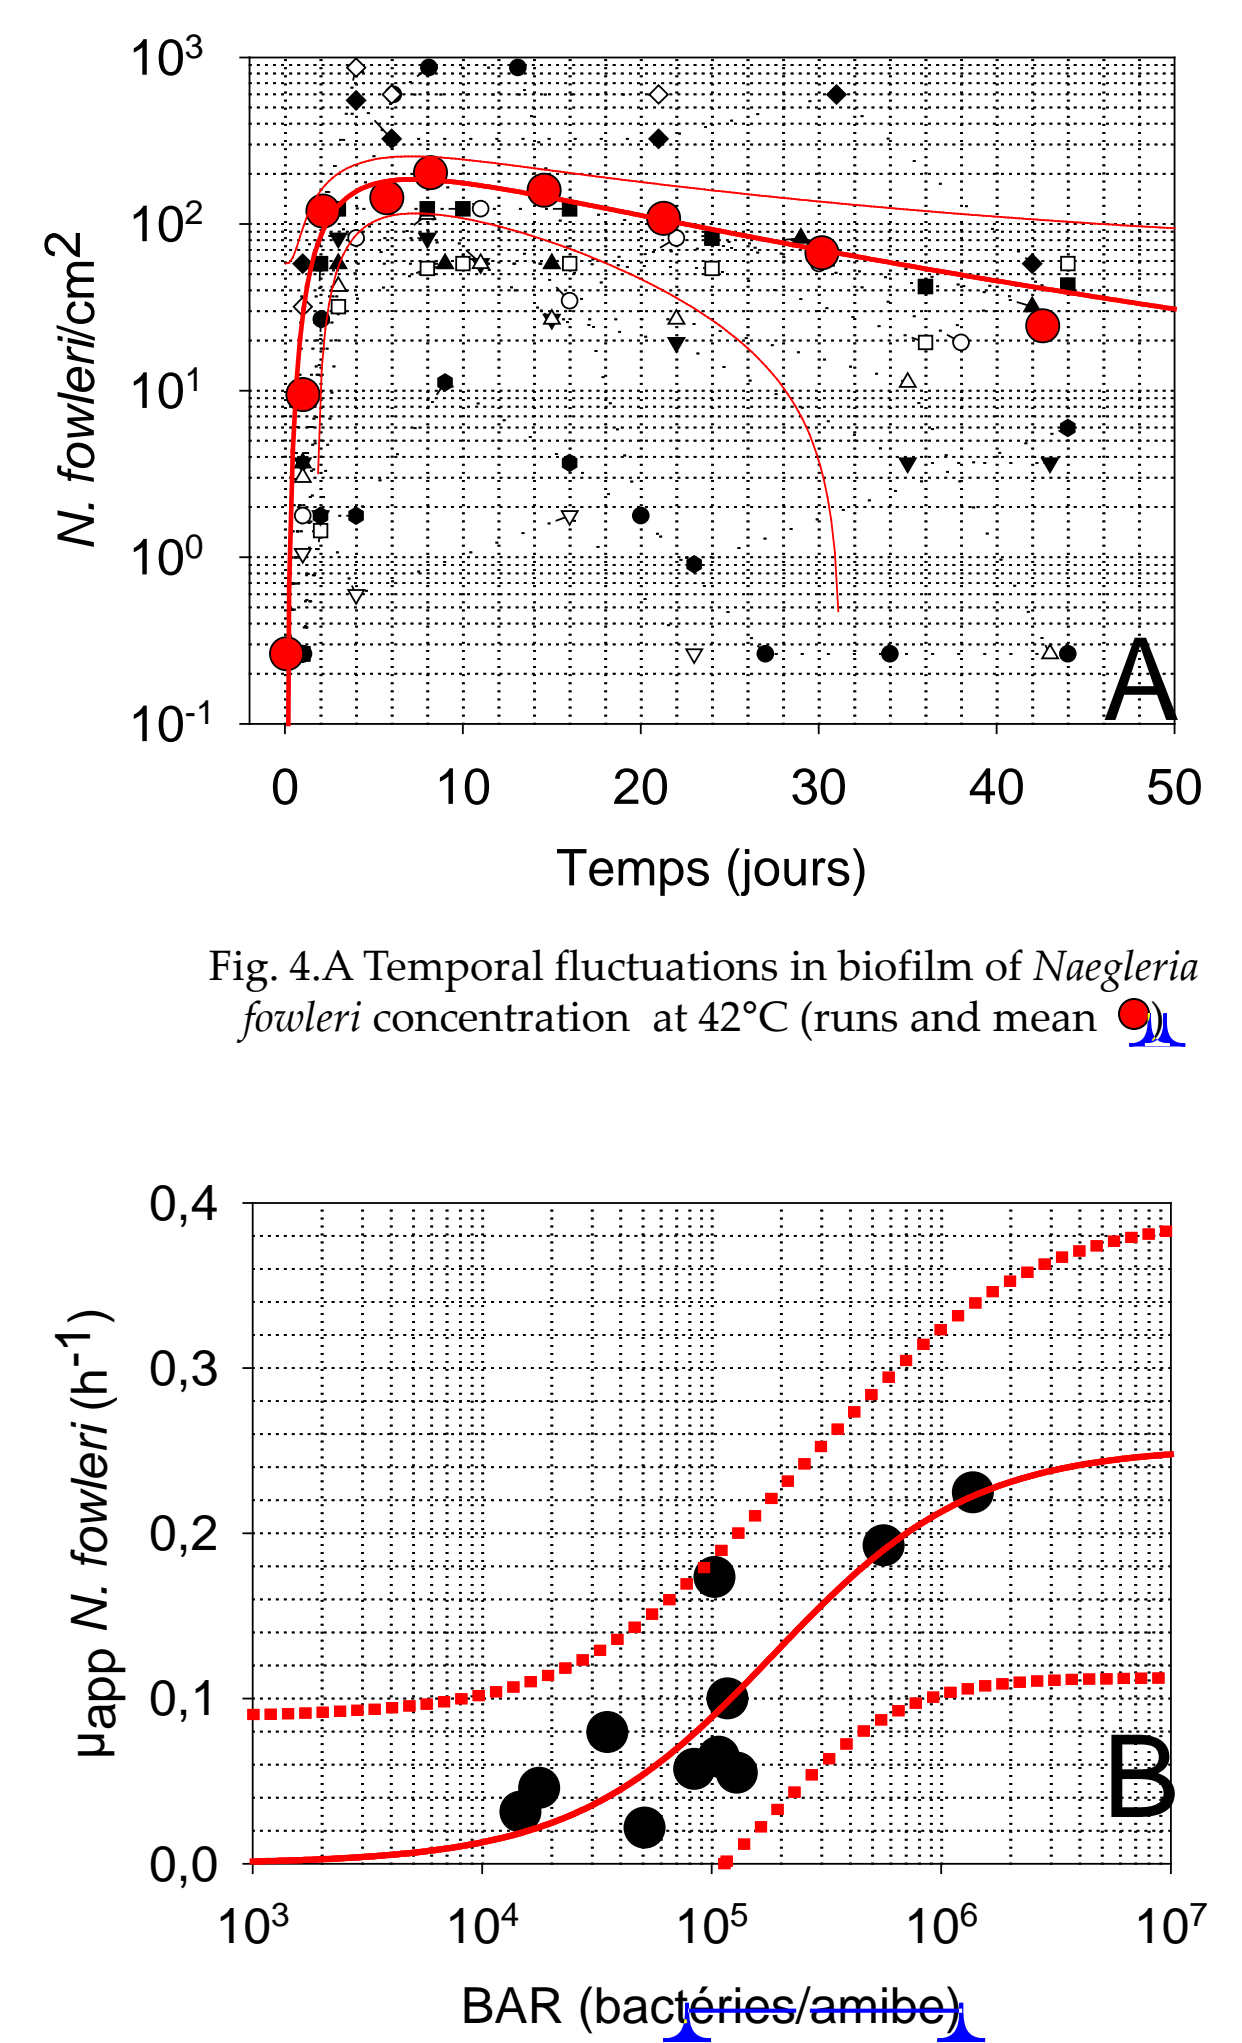 10³
10²
10¹
10⁰
10⁻¹
N. fowleri/cm²
A
0 10 20 30 40 50
Temps (jours)
Fig. 4.A Temporal fluctuations in biofilm of Naegleria
fowleri concentration at 42°C (runs and mean )
0,4
0,3
0,2
0,1
0,0
µapp N. fowleri (h⁻¹)
B
10³ 10⁴ 10⁵ 10⁶ 10⁷
BAR (bactéries/amibe)